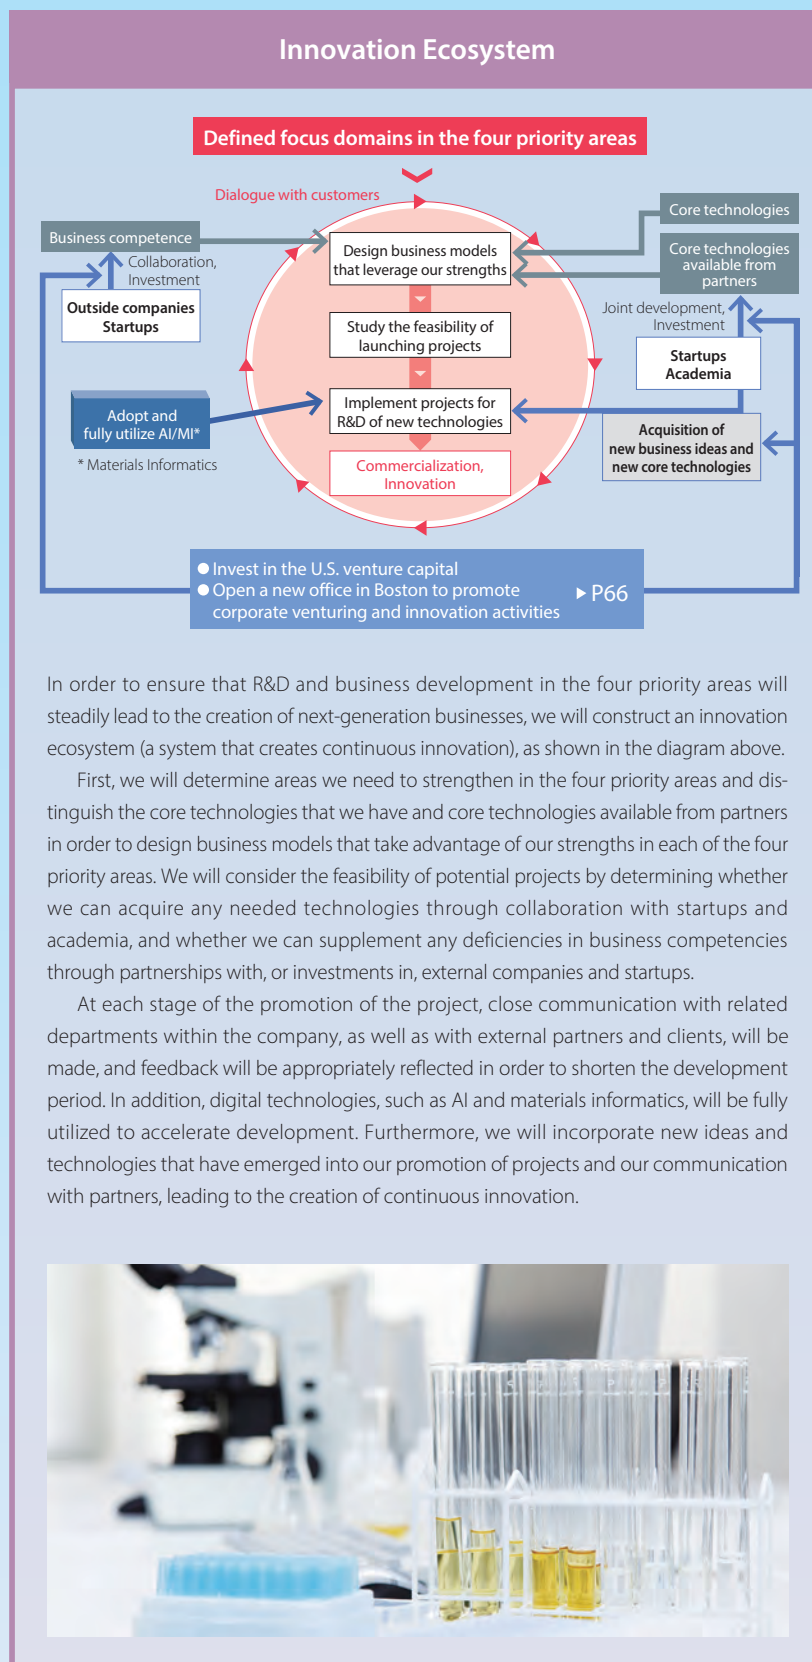 Innovation Ecosystem
Defined focus domains in the four priority areas
Dialogue with customers
Business competence
Collaboration,
Investment
Outside companies
Startups
Adopt and
fully utilize AI/MI*
* Materials Informatics
Design business models
that leverage our strengths
Study the feasibility of
launching projects
Implement projects for
R&D of new technologies
Commercialization,
Innovation
Core technologies
Core technologies
available from
partners
Joint development,
Investment
Startups
Academia
Acquisition of
new business ideas and
new core technologies
● Invest in the U.S. venture capital
● Open a new office in Boston to promote
corporate venturing and innovation activities
▶ P66
In order to ensure that R&D and business development in the four priority areas will
steadily lead to the creation of next-generation businesses, we will construct an innovation
ecosystem (a system that creates continuous innovation), as shown in the diagram above.
First, we will determine areas we need to strengthen in the four priority areas and dis-
tinguish the core technologies that we have and core technologies available from partners
in order to design business models that take advantage of our strengths in each of the four
priority areas. We will consider the feasibility of potential projects by determining whether
we can acquire any needed technologies through collaboration with startups and
academia, and whether we can supplement any deficiencies in business competencies
through partnerships with, or investments in, external companies and startups.
At each stage of the promotion of the project, close communication with related
departments within the company, as well as with external partners and clients, will be
made, and feedback will be appropriately reflected in order to shorten the development
period. In addition, digital technologies, such as AI and materials informatics, will be fully
utilized to accelerate development. Furthermore, we will incorporate new ideas and
technologies that have emerged into our promotion of projects and our communication
with partners, leading to the creation of continuous innovation.